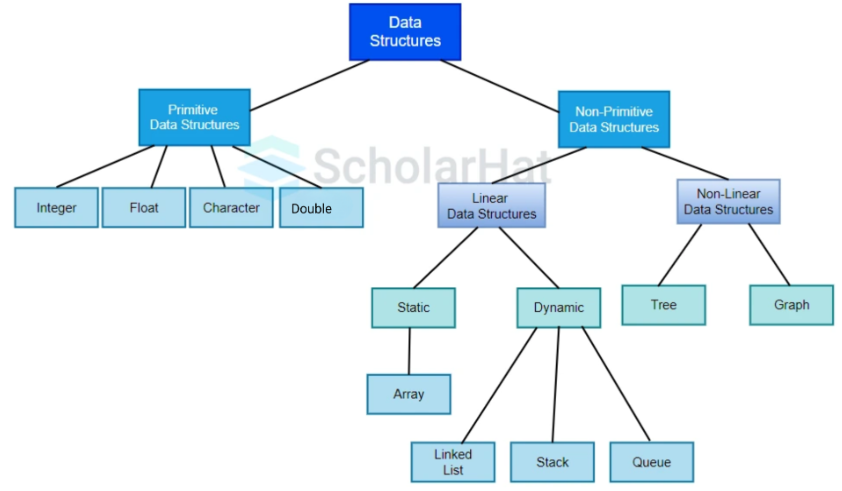 Data
Structures
Primitive
Data Structures
Non-Primitive
Data Structures
ScholarHat
Integer
Float
Character
Double
Linear
Data Structures
Non-Linear
Data Structures
Static
Dynamic
Tree
Graph
Array
Linked
List
Stack
Queue